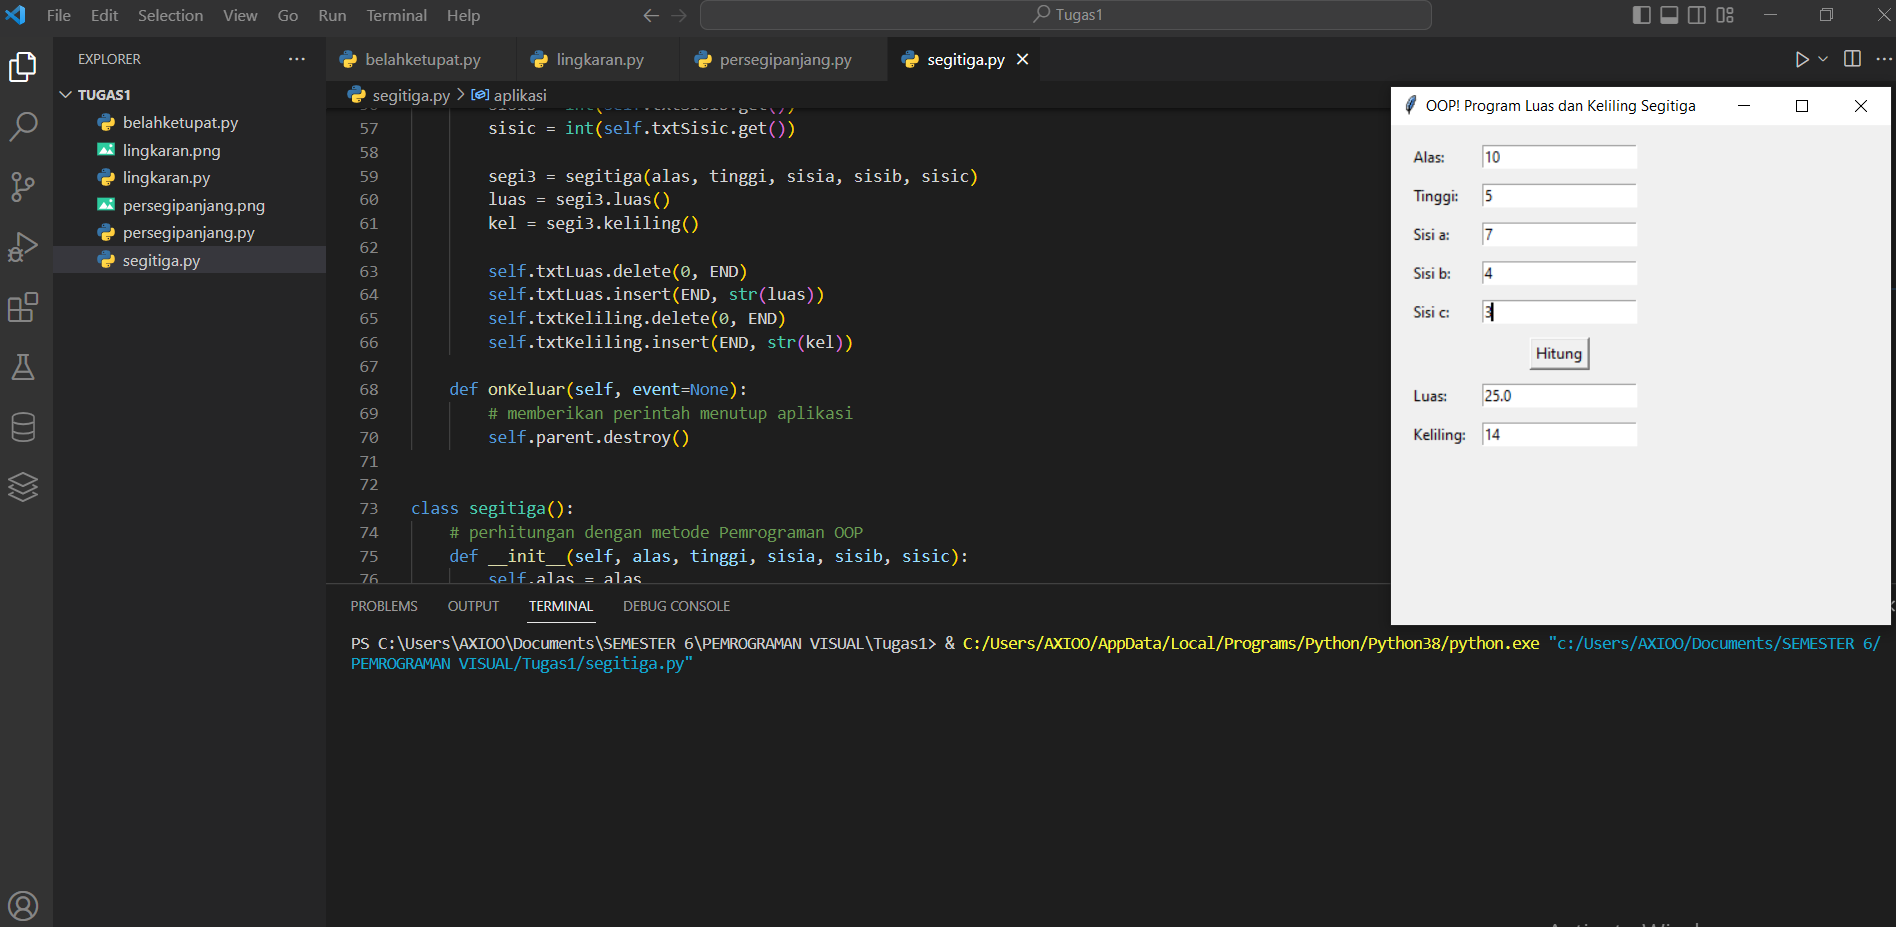 File Edit Selection View Go Run Terminal Help
Tugas1
EXPLORER
TUGAS1
belahketupat.py
lingkaran.png
lingkaran.py
persegipanjang.png
persegipanjang.py
segitiga.py
belahketupat.py lingkaran.py persegipanjang.py segitiga.py
segitiga.py > aplikasi
57 sisic = int(self.txtSisic.get())
58
59 segi3 = segitiga(alas, tinggi, sisia, sisib, sisic)
60 luas = segi3.luas()
61 kel = segi3.keliling()
62
63 self.txtLuas.delete(0, END)
64 self.txtLuas.insert(END, str(luas))
65 self.txtKeliling.delete(0, END)
66 self.txtKeliling.insert(END, str(kel))
67
68 def onKeluar(self, event=None):
69 # memberikan perintah menutup aplikasi
70 self.parent.destroy()
71
72
73 class segitiga():
74 # perhitungan dengan metode Pemrograman OOP
75 def __init__(self, alas, tinggi, sisia, sisib, sisic):
76 self.alas = alas
OOP! Program Luas dan Keliling Segitiga
Alas: 10
Tinggi: 5
Sisi a: 7
Sisi b: 4
Sisi c: 3
Hitung
Luas: 25.0
Keliling: 14
PROBLEMS OUTPUT TERMINAL DEBUG CONSOLE
PS C:\Users\AXIOO\Documents\SEMESTER 6\PEMROGRAMAN VISUAL\Tugas1> & C:/Users/AXIOO/AppData/Local/Programs/Python/Python38/python.exe "c:/Users/AXIOO/Documents/SEMESTER 6/
PEMROGRAMAN VISUAL/Tugas1/segitiga.py"